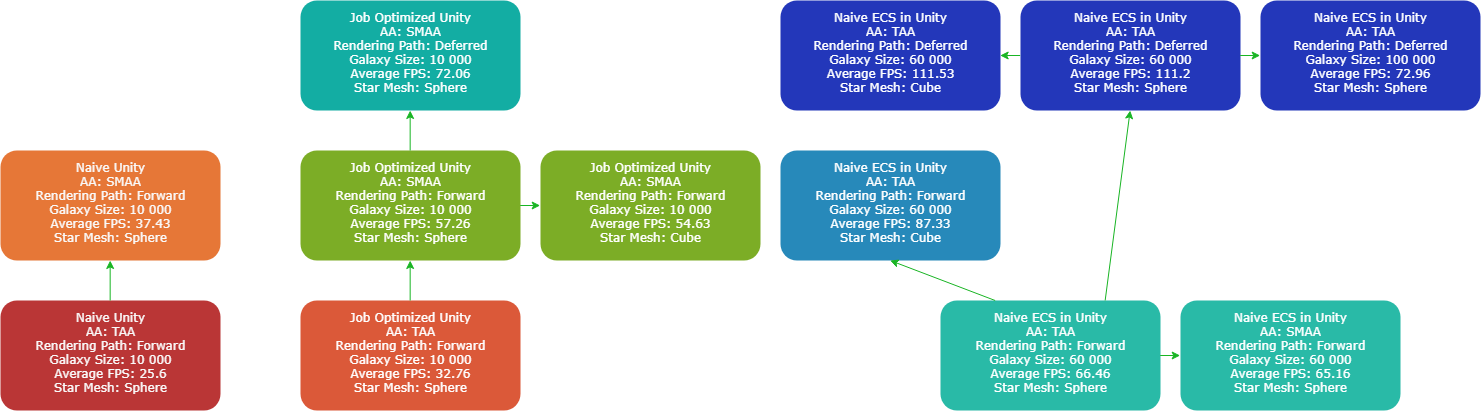 Job Optimized Unity
AA: SMAA
Rendering Path: Deferred
Galaxy Size: 10 000
Average FPS: 72.06
Star Mesh: Sphere
Naive ECS in Unity
AA: TAA
Rendering Path: Deferred
Galaxy Size: 60 000
Average FPS: 111.53
Star Mesh: Cube
Naive ECS in Unity
AA: TAA
Rendering Path: Deferred
Galaxy Size: 60 000
Average FPS: 111.2
Star Mesh: Sphere
Naive ECS in Unity
AA: TAA
Rendering Path: Deferred
Galaxy Size: 100 000
Average FPS: 72.96
Star Mesh: Sphere
Naive Unity
AA: SMAA
Rendering Path: Forward
Galaxy Size: 10 000
Average FPS: 37.43
Star Mesh: Sphere
Job Optimized Unity
AA: SMAA
Rendering Path: Forward
Galaxy Size: 10 000
Average FPS: 57.26
Star Mesh: Sphere
Job Optimized Unity
AA: SMAA
Rendering Path: Forward
Galaxy Size: 10 000
Average FPS: 54.63
Star Mesh: Cube
Naive ECS in Unity
AA: TAA
Rendering Path: Forward
Galaxy Size: 60 000
Average FPS: 87.33
Star Mesh: Cube
Naive Unity
AA: TAA
Rendering Path: Forward
Galaxy Size: 10 000
Average FPS: 25.6
Star Mesh: Sphere
Job Optimized Unity
AA: TAA
Rendering Path: Forward
Galaxy Size: 10 000
Average FPS: 32.76
Star Mesh: Sphere
Naive ECS in Unity
AA: TAA
Rendering Path: Forward
Galaxy Size: 60 000
Average FPS: 66.46
Star Mesh: Sphere
Naive ECS in Unity
AA: SMAA
Rendering Path: Forward
Galaxy Size: 60 000
Average FPS: 65.16
Star Mesh: Sphere